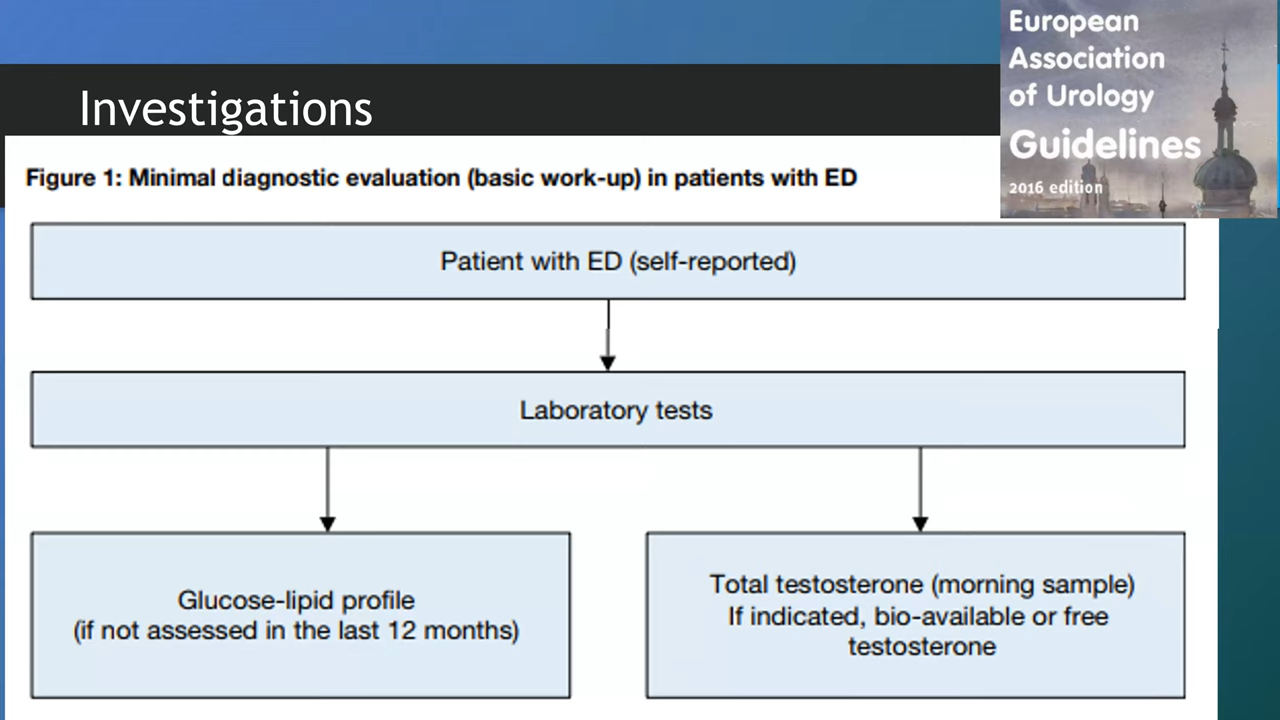 European
Association
of Urology
Guidelines
2016 edition
Investigations
Figure 1: Minimal diagnostic evaluation (basic work-up) in patients with ED
Patient with ED (self-reported)
Laboratory tests
Glucose-lipid profile
(if not assessed in the last 12 months)
Total testosterone (morning sample)
If indicated, bio-available or free
testosterone